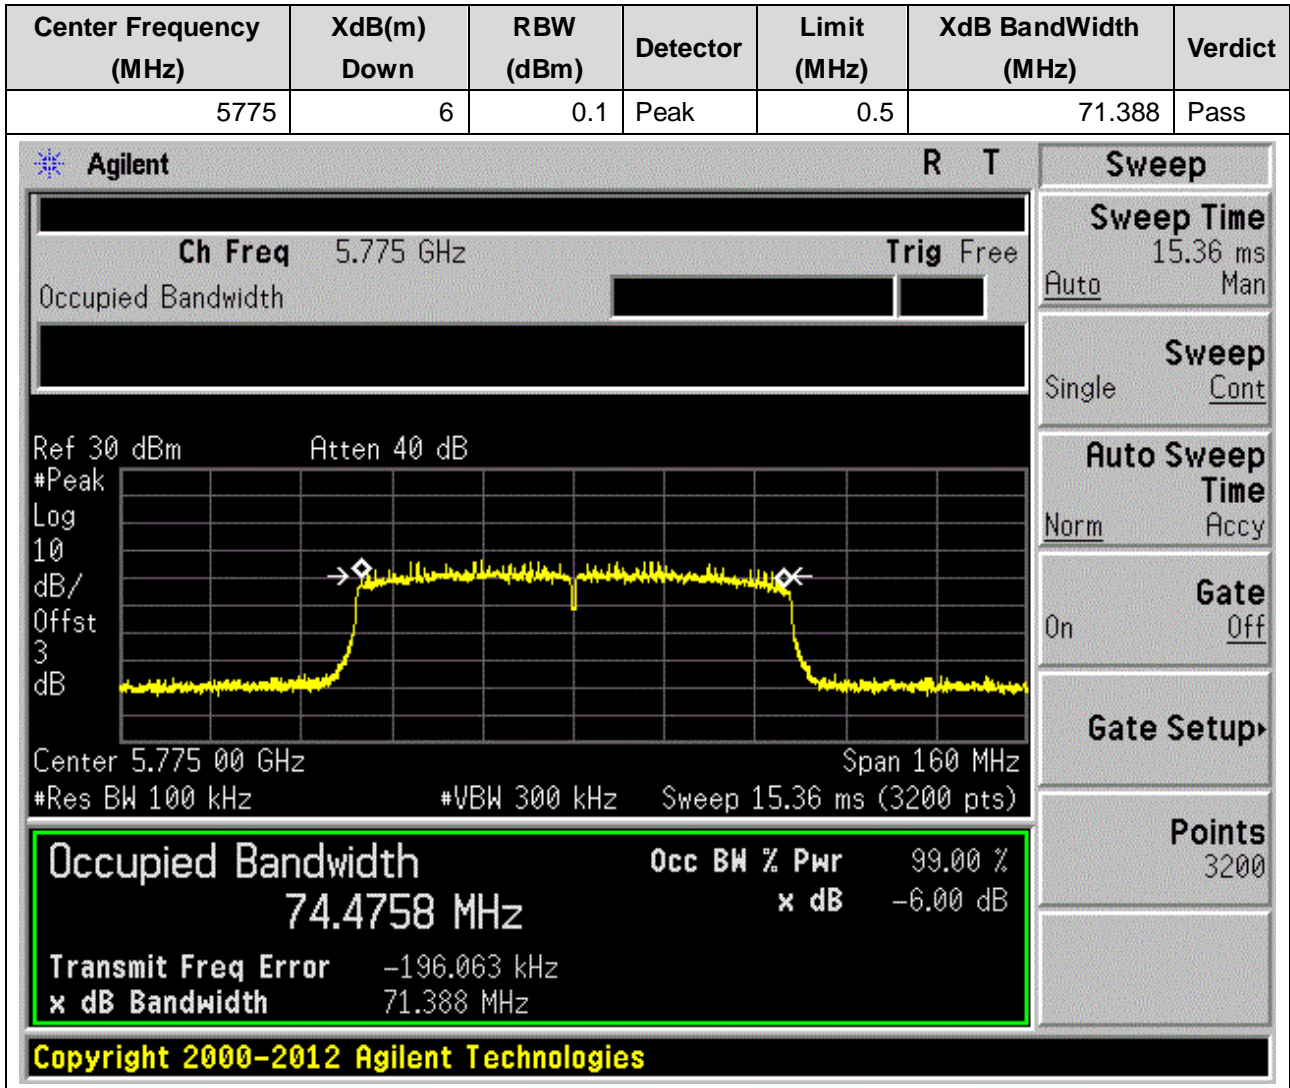 Center Frequency (MHz) XdB(m) Down RBW (dBm) Detector Limit (MHz) XdB BandWidth (MHz) Verdict
5775 6 0.1 Peak 0.5 71.388 Pass
Agilent R T
Ch Freq 5.775 GHz Trig Free
Occupied Bandwidth
Ref 30 dBm Atten 40 dB
#Peak
Log
10
dB/
Offst
3
dB
Center 5.775 00 GHz Span 160 MHz
#Res BW 100 kHz #VBW 300 kHz Sweep 15.36 ms (3200 pts)
Occupied Bandwidth
74.4758 MHz
Occ BW % Pwr 99.00 %
x dB -6.00 dB
Transmit Freq Error -196.063 kHz
x dB Bandwidth 71.388 MHz
Copyright 2000-2012 Agilent Technologies
Sweep
Sweep Time
15.36 ms
Auto Man
Sweep
Single Cont
Auto Sweep
Time
Norm Accy
Gate
On Off
Gate Setup
Points
3200